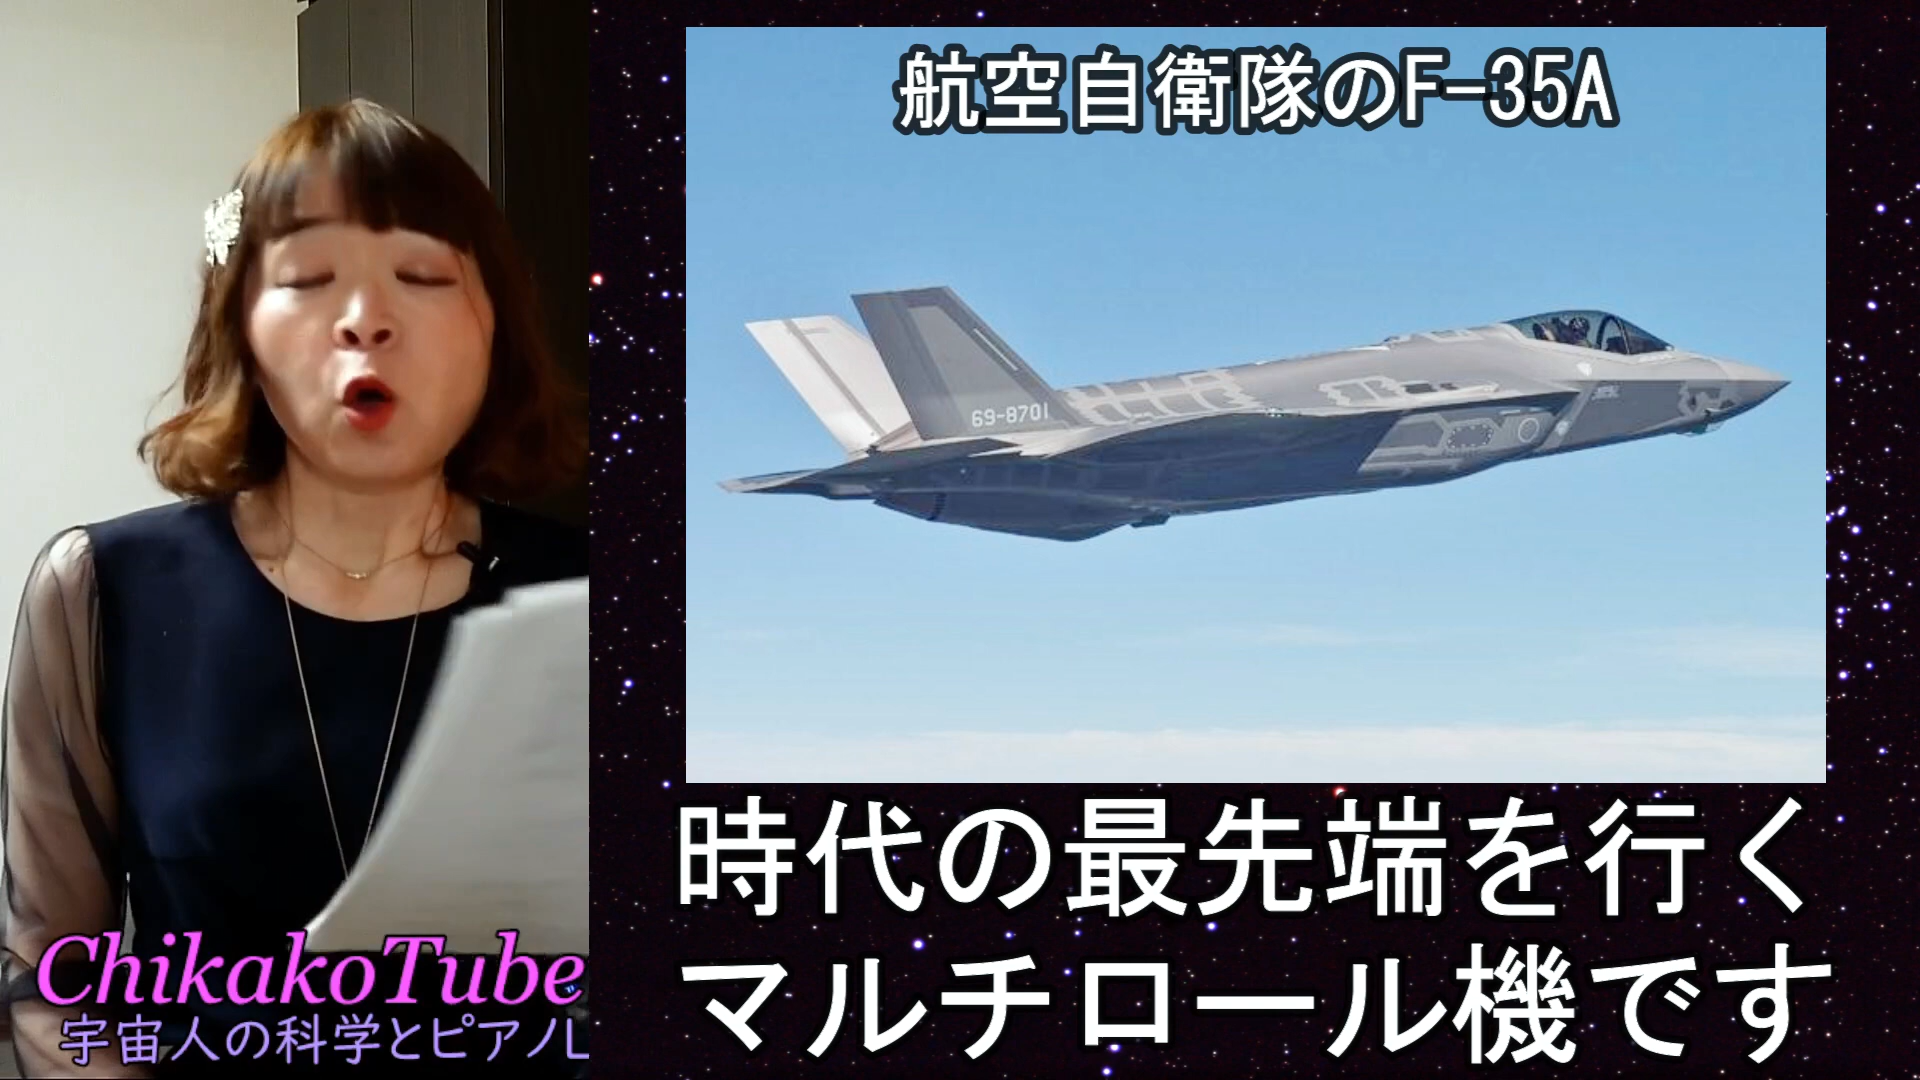 航空自衛隊のF-35A
69-8701
時代の最先端を行く
マルチロール機です
ChikakoTube
宇宙人の科学とピアノ